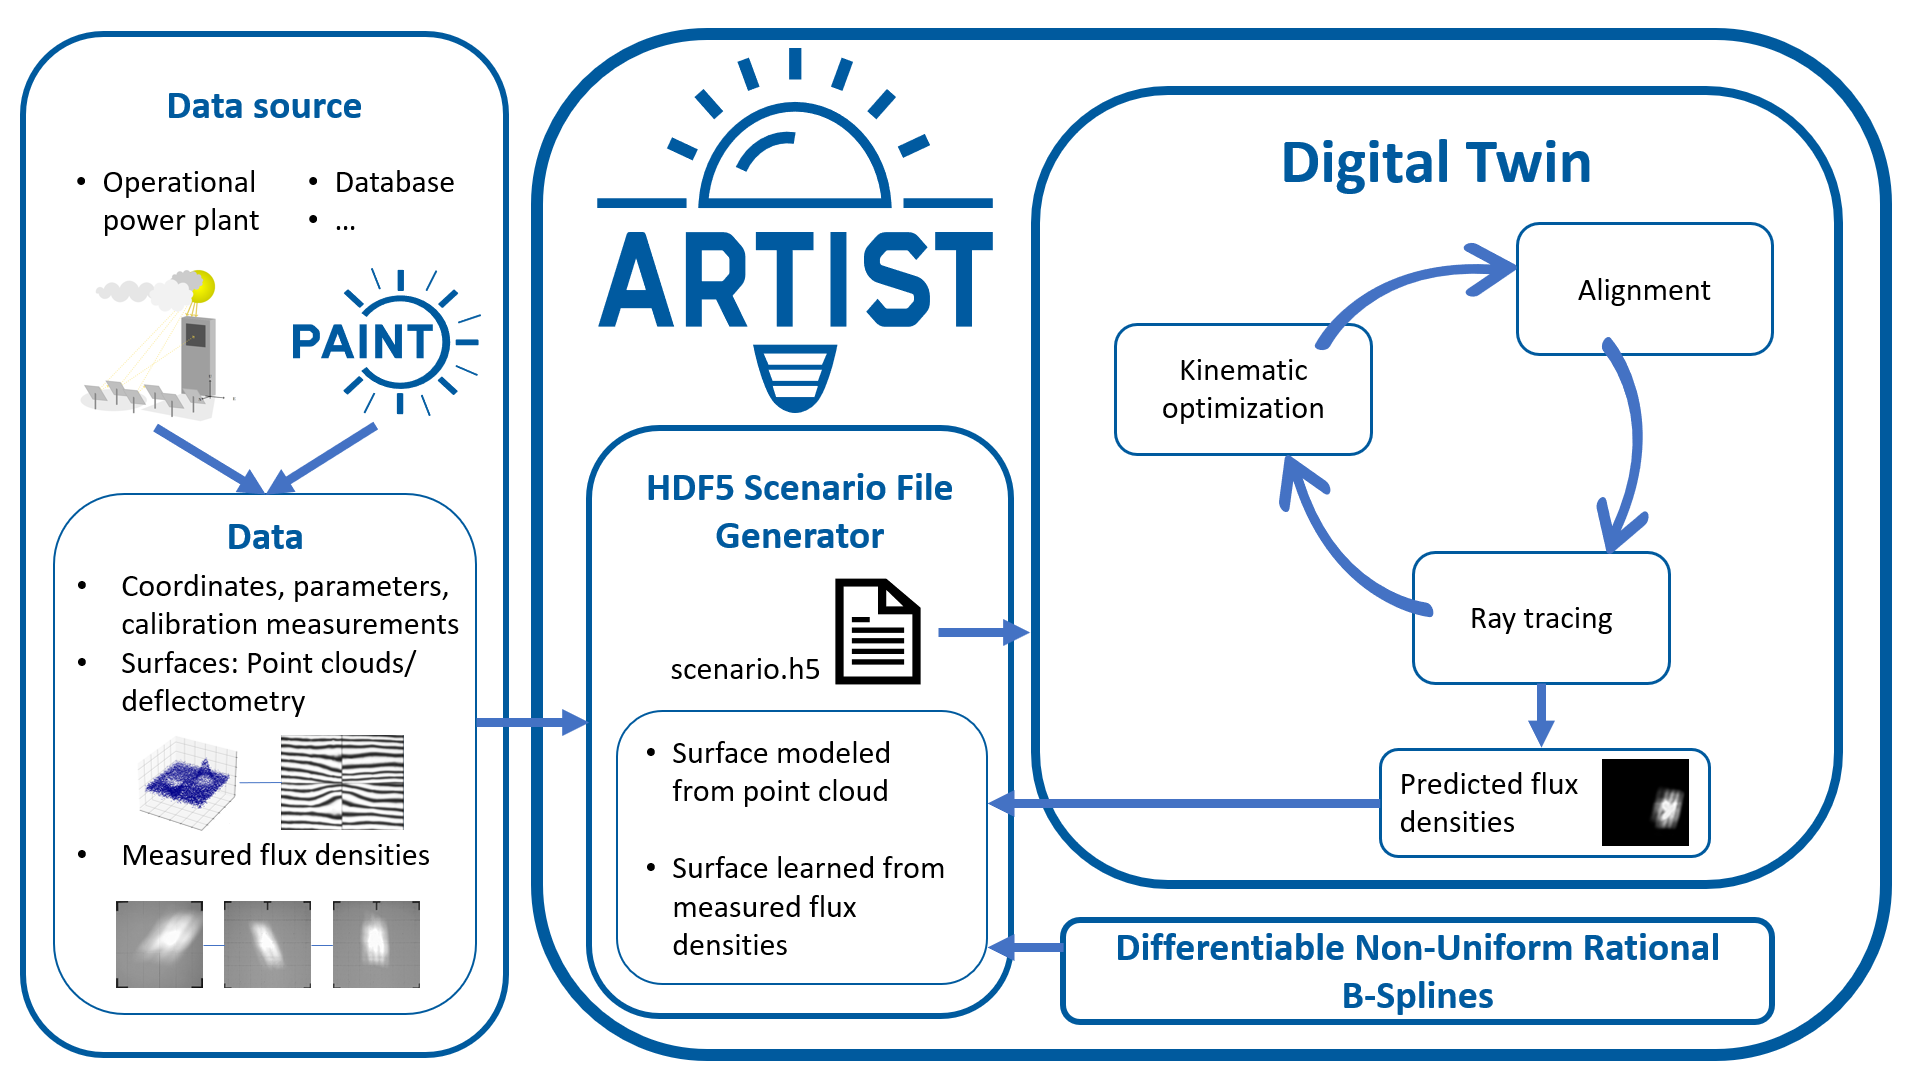 Data source
• Operational
power plant
• Database
• ...
PAINT
Data
• Coordinates, parameters,
calibration measurements
• Surfaces: Point clouds/
deflectometry
• Measured flux densities
ARTIST
HDF5 Scenario File
Generator
scenario.h5
• Surface modeled
from point cloud
• Surface learned from
measured flux
densities
Digital Twin
Alignment
Kinematic
optimization
Ray tracing
Predicted flux
densities
Differentiable Non-Uniform Rational
B-Splines